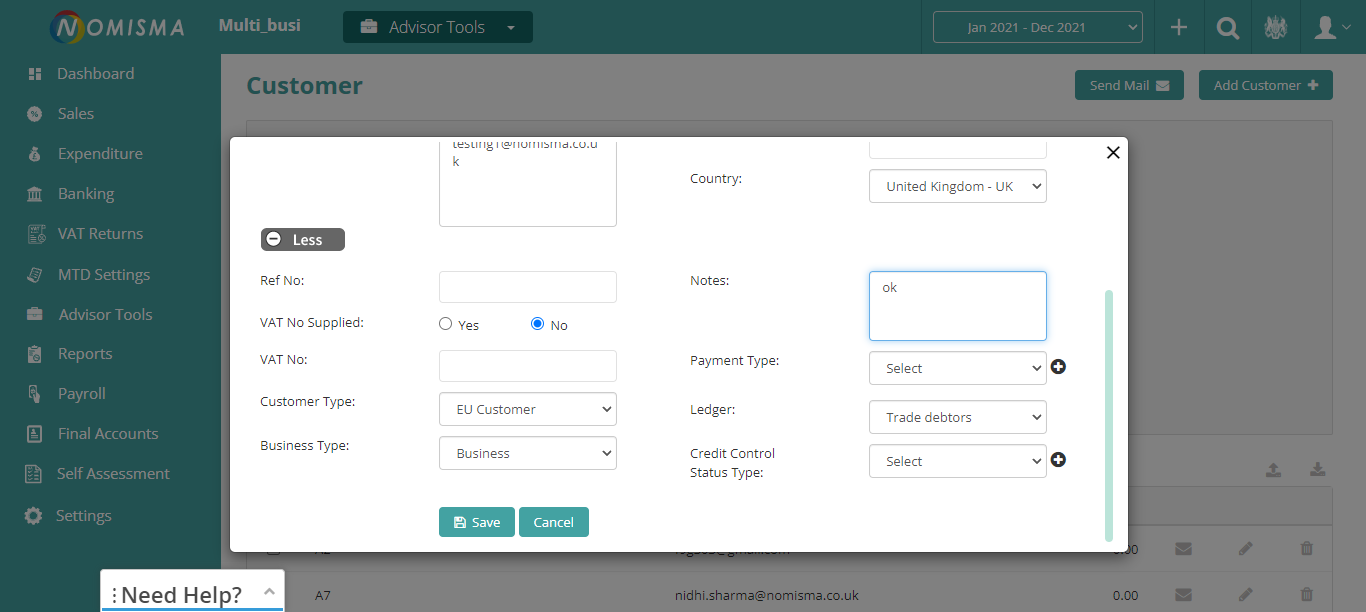 NOMISMA
Multi_busi
Advisor Tools
Jan 2021 - Dec 2021
Dashboard
Sales
Expenditure
Banking
VAT Returns
MTD Settings
Advisor Tools
Reports
Payroll
Final Accounts
Self Assessment
Settings
Customer
Send Mail
Add Customer
testing1@nomisma.co.u
k
Country:
United Kingdom - UK
Less
Ref No:
Notes:
ok
VAT No Supplied:
Yes
No
VAT No:
Payment Type:
Select
Customer Type:
EU Customer
Ledger:
Trade debtors
Business Type:
Business
Credit Control
Status Type:
Select
Save
Cancel
A7
nidhi.sharma@nomisma.co.uk
0.00
Need Help?